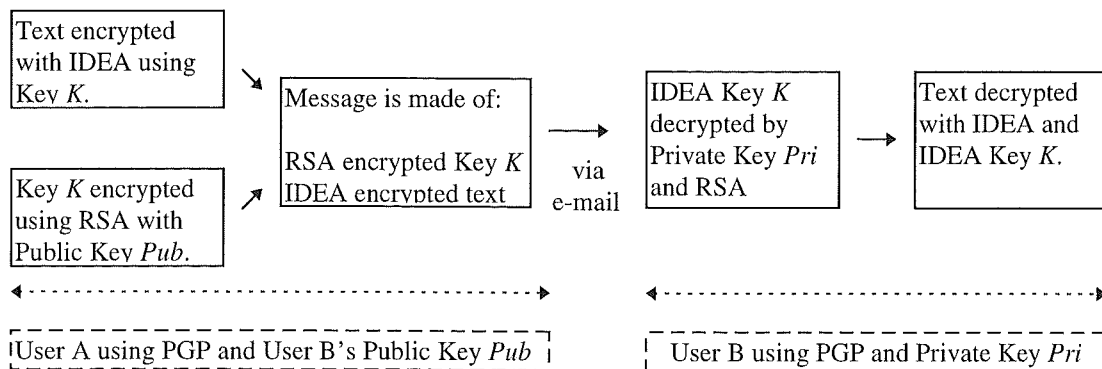 Text encrypted
with IDEA using
Key K.
Key K encrypted
using RSA with
Public Key Pub.
Message is made of:
RSA encrypted Key K
IDEA encrypted text
via
e-mail
IDEA Key K
decrypted by
Private Key Pri
and RSA
Text decrypted
with IDEA and
IDEA Key K.
User A using PGP and User B's Public Key Pub
User B using PGP and Private Key Pri